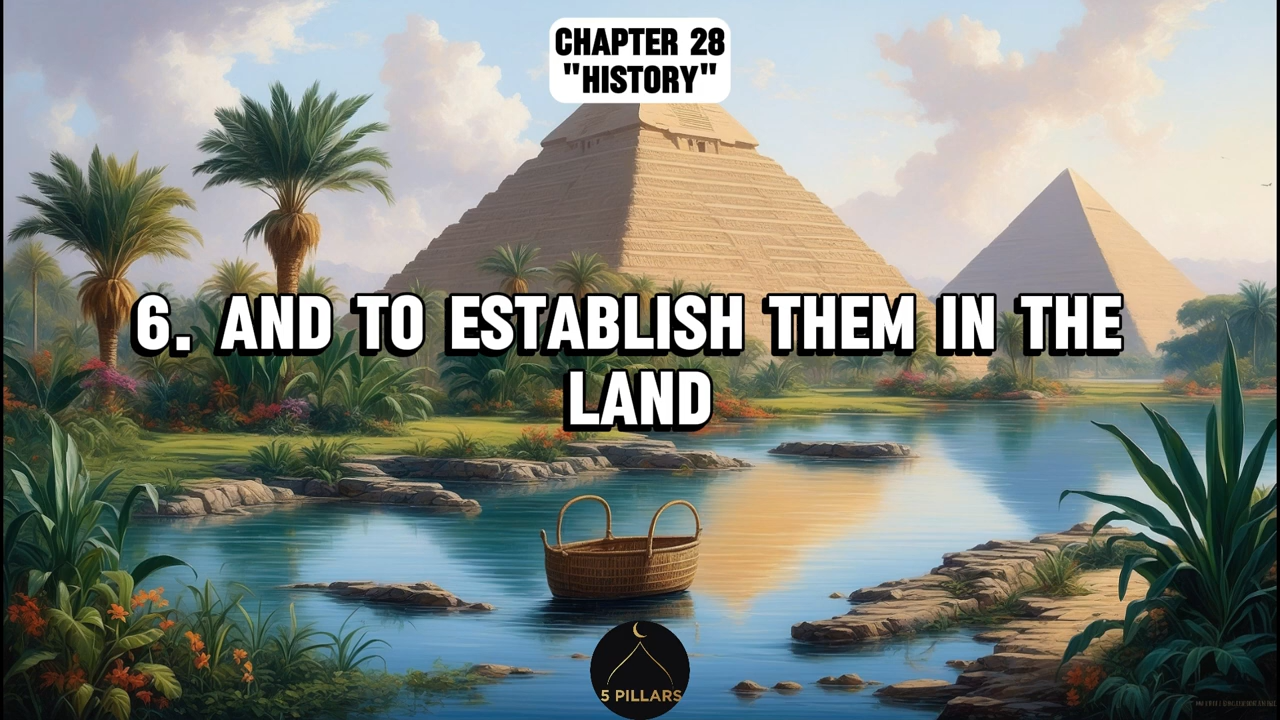 CHAPTER 28
"HISTORY"
6. AND TO ESTABLISH THEM IN THE
LAND
5 PILLARS